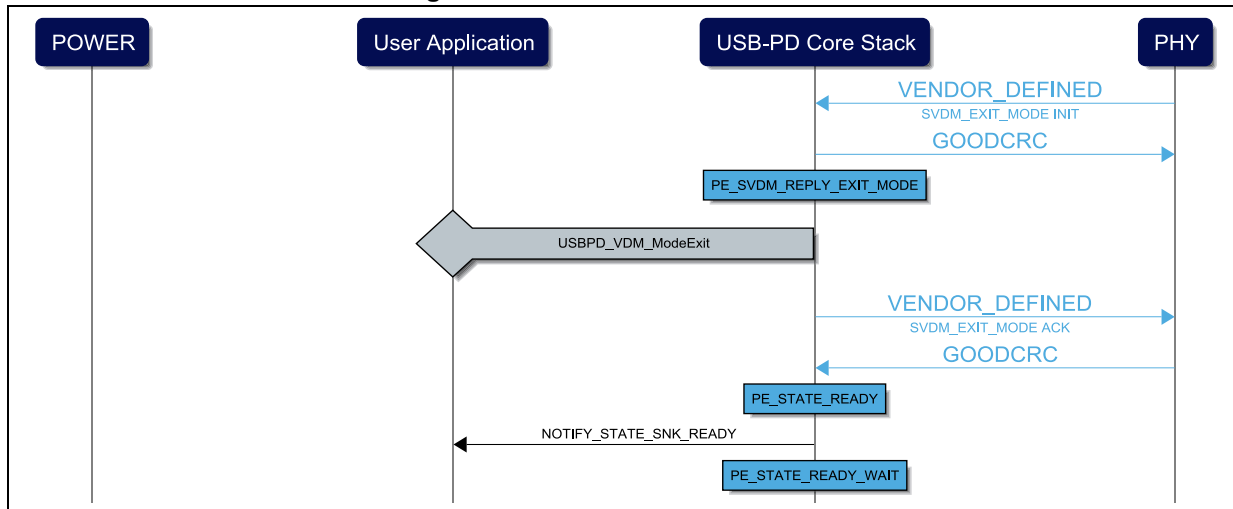 POWER
User Application
USB-PD Core Stack
PHY
VENDOR_DEFINED
SVDM_EXIT_MODE INIT
GOODCRC
PE_SVDM_REPLY_EXIT_MODE
USBPD_VDM_ModeExit
VENDOR_DEFINED
SVDM_EXIT_MODE ACK
GOODCRC
PE_STATE_READY
NOTIFY_STATE_SNK_READY
PE_STATE_READY_WAIT